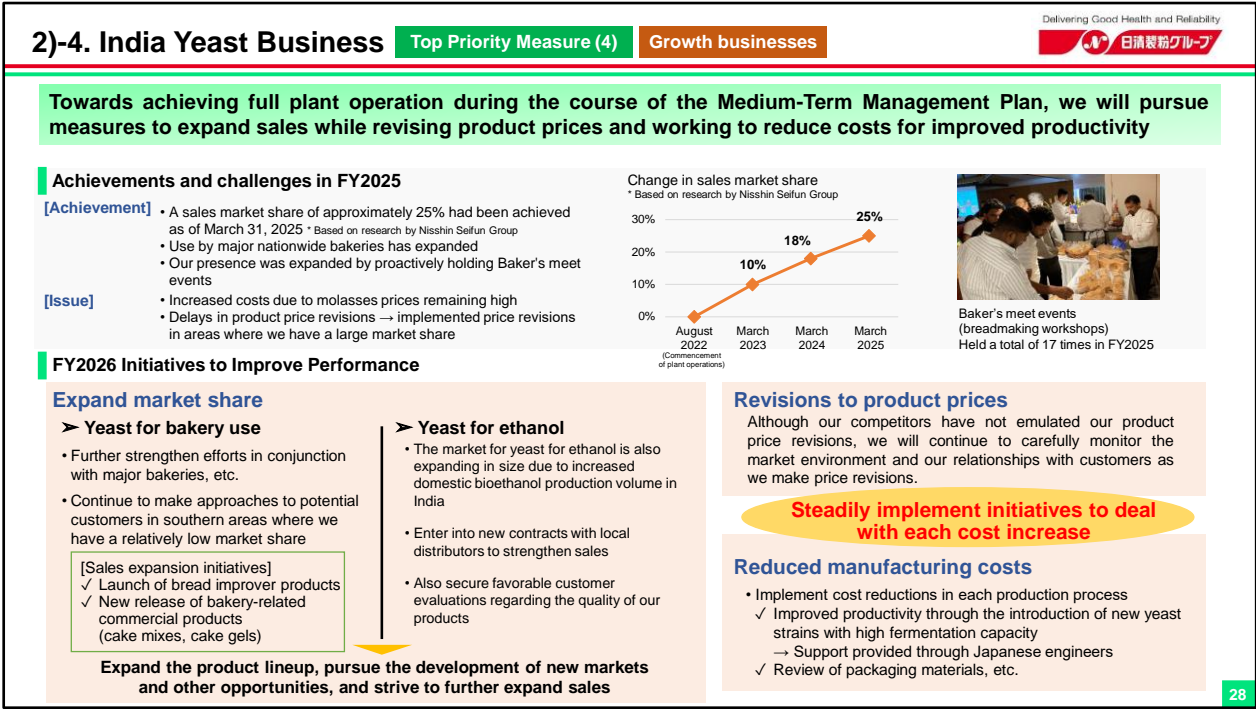 2)-4. India Yeast Business
Top Priority Measure (4)
Growth businesses
Delivering Good Health and Reliability
日清製粉グループ
Towards achieving full plant operation during the course of the Medium-Term Management Plan, we will pursue
measures to expand sales while revising product prices and working to reduce costs for improved productivity
Achievements and challenges in FY2025
[Achievement]
• A sales market share of approximately 25% had been achieved
as of March 31, 2025 * Based on research by Nisshin Seifun Group
• Use by major nationwide bakeries has expanded
• Our presence was expanded by proactively holding Baker's meet
events
[Issue]
• Increased costs due to molasses prices remaining high
• Delays in product price revisions → implemented price revisions
in areas where we have a large market share
Change in sales market share
* Based on research by Nisshin Seifun Group
30%
20%
10%
0%
10%
18%
25%
August
2022
(Commencement
of plant operations)
March
2023
March
2024
March
2025
Baker's meet events
(breadmaking workshops)
Held a total of 17 times in FY2025
FY2026 Initiatives to Improve Performance
Expand market share
➢ Yeast for bakery use
• Further strengthen efforts in conjunction
with major bakeries, etc.
• Continue to make approaches to potential
customers in southern areas where we
have a relatively low market share
[Sales expansion initiatives]
✓ Launch of bread improver products
✓ New release of bakery-related
commercial products
(cake mixes, cake gels)
➢ Yeast for ethanol
• The market for yeast for ethanol is also
expanding in size due to increased
domestic bioethanol production volume in
India
• Enter into new contracts with local
distributors to strengthen sales
• Also secure favorable customer
evaluations regarding the quality of our
products
Expand the product lineup, pursue the development of new markets
and other opportunities, and strive to further expand sales
Revisions to product prices
Although our competitors have not emulated our product
price revisions, we will continue to carefully monitor the
market environment and our relationships with customers as
we make price revisions.
Steadily implement initiatives to deal
with each cost increase
Reduced manufacturing costs
• Implement cost reductions in each production process
✓ Improved productivity through the introduction of new yeast
strains with high fermentation capacity
→ Support provided through Japanese engineers
✓ Review of packaging materials, etc.
28